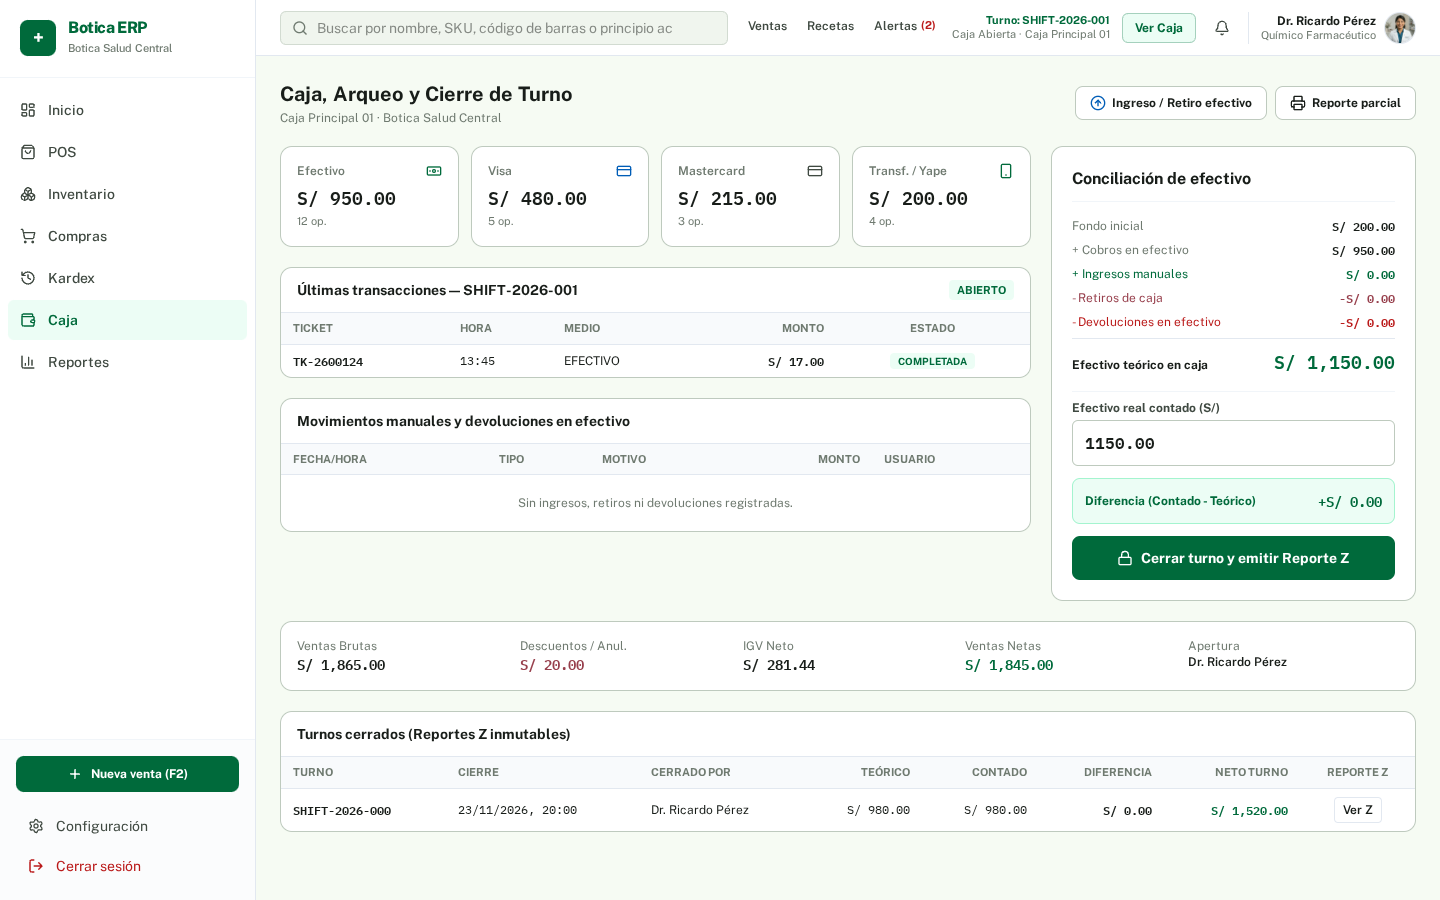 Botica ERP
Botica Salud Central
Inicio
POS
Inventario
Compras
Kardex
Caja
Reportes
Nueva venta (F2)
Configuración
Cerrar sesión
Buscar por nombre, SKU, código de barras o principio ac
Ventas
Recetas
Alertas (2)
Turno: SHIFT-2026-001
Caja Abierta · Caja Principal 01
Ver Caja
Dr. Ricardo Pérez
Químico Farmacéutico
Caja, Arqueo y Cierre de Turno
Caja Principal 01 · Botica Salud Central
Ingreso / Retiro efectivo
Reporte parcial
Efectivo
S/ 950.00
12 op.
Visa
S/ 480.00
5 op.
Mastercard
S/ 215.00
3 op.
Transf. / Yape
S/ 200.00
4 op.
Últimas transacciones — SHIFT-2026-001
ABIERTO
TICKET HORA MEDIO MONTO ESTADO
TK-2600124 13:45 EFECTIVO S/ 17.00 COMPLETADA
Movimientos manuales y devoluciones en efectivo
FECHA/HORA TIPO MOTIVO MONTO USUARIO
Sin ingresos, retiros ni devoluciones registradas.
Conciliación de efectivo
Fondo inicial S/ 200.00
+ Cobros en efectivo S/ 950.00
+ Ingresos manuales S/ 0.00
- Retiros de caja -S/ 0.00
- Devoluciones en efectivo -S/ 0.00
Efectivo teórico en caja S/ 1,150.00
Efectivo real contado (S/)
1150.00
Diferencia (Contado - Teórico) +S/ 0.00
Cerrar turno y emitir Reporte Z
Ventas Brutas
S/ 1,865.00
Descuentos / Anul.
S/ 20.00
IGV Neto
S/ 281.44
Ventas Netas
S/ 1,845.00
Apertura
Dr. Ricardo Pérez
Turnos cerrados (Reportes Z inmutables)
TURNO CIERRE CERRADO POR TEÓRICO CONTADO DIFERENCIA NETO TURNO REPORTE Z
SHIFT-2026-000 23/11/2026, 20:00 Dr. Ricardo Pérez S/ 980.00 S/ 980.00 S/ 0.00 S/ 1,520.00 Ver Z